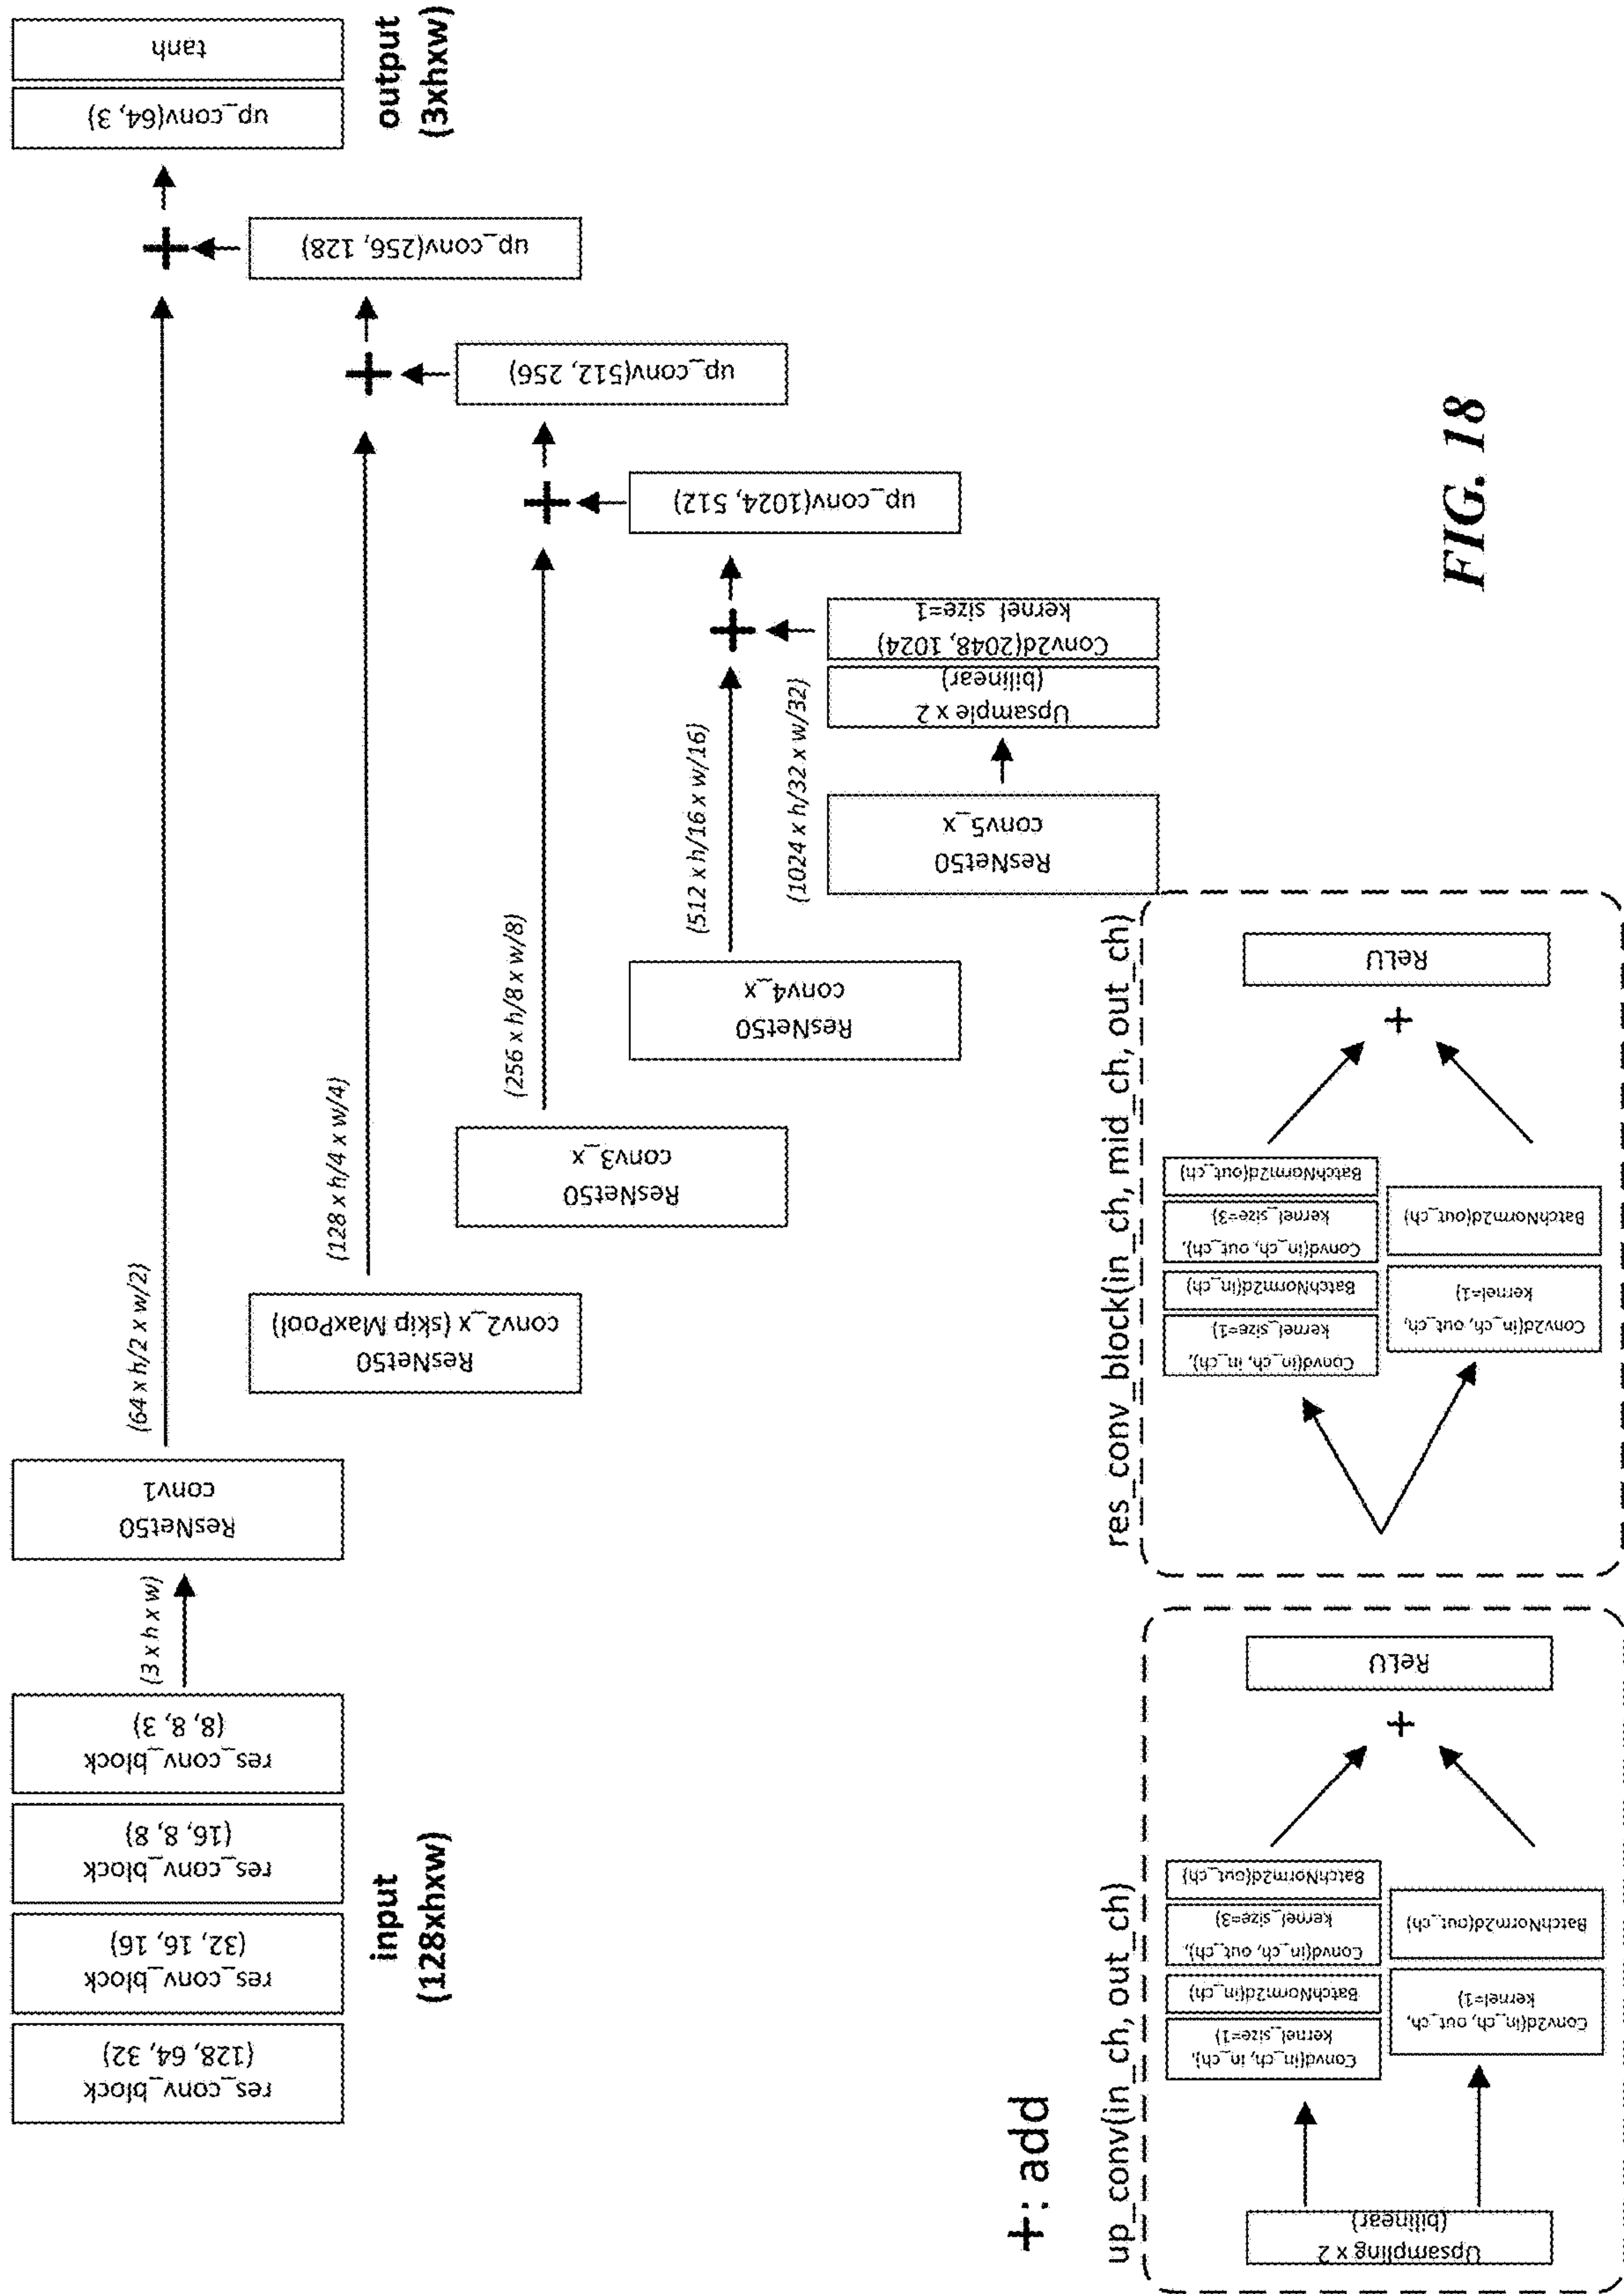 res_conv_block
(128, 64, 32)
res_conv_block
(32, 16, 16)
res_conv_block
(16, 8, 8)
res_conv_block
(8, 8, 3)
input
(128xhxw)
(3 x h x w)
ResNet50
conv1
(64 x h/2 x w/2)
ResNet50
conv2_x (skip MaxPool)
(128 x h/4 x w/4)
ResNet50
conv3_x
(256 x h/8 x w/8)
ResNet50
conv4_x
(512 x h/16 x w/16)
ResNet50
conv5_x
(1024 x h/32 x w/32)
Upsample x 2
(bilinear)
Conv2d(2048, 1024)
kernel_size=1
+
up_conv(1024, 512)
+
up_conv(512, 256)
+
up_conv(256, 128)
+
up_conv(64, 3)
tanh
output
(3xhxw)
+: add
up_conv(in_ch, out_ch)
Upsampling x 2
(bilinear)
Convd(in_ch, in_ch),
kernel_size=1)
BatchNorm2d(in_ch)
Convd(in_ch, out_ch),
kernel_size=3)
BatchNorm2d(out_ch)
Conv2d(in_ch, out_ch,
kernel=1)
BatchNorm2d(out_ch)
+
ReLU
res_conv_block(in_ch, mid_ch, out_ch)
Convd(in_ch, in_ch),
kernel_size=1)
BatchNorm2d(in_ch)
Convd(in_ch, out_ch),
kernel_size=3)
BatchNorm2d(out_ch)
Conv2d(in_ch, out_ch,
kernel=1)
BatchNorm2d(out_ch)
+
ReLU
FIG. 18